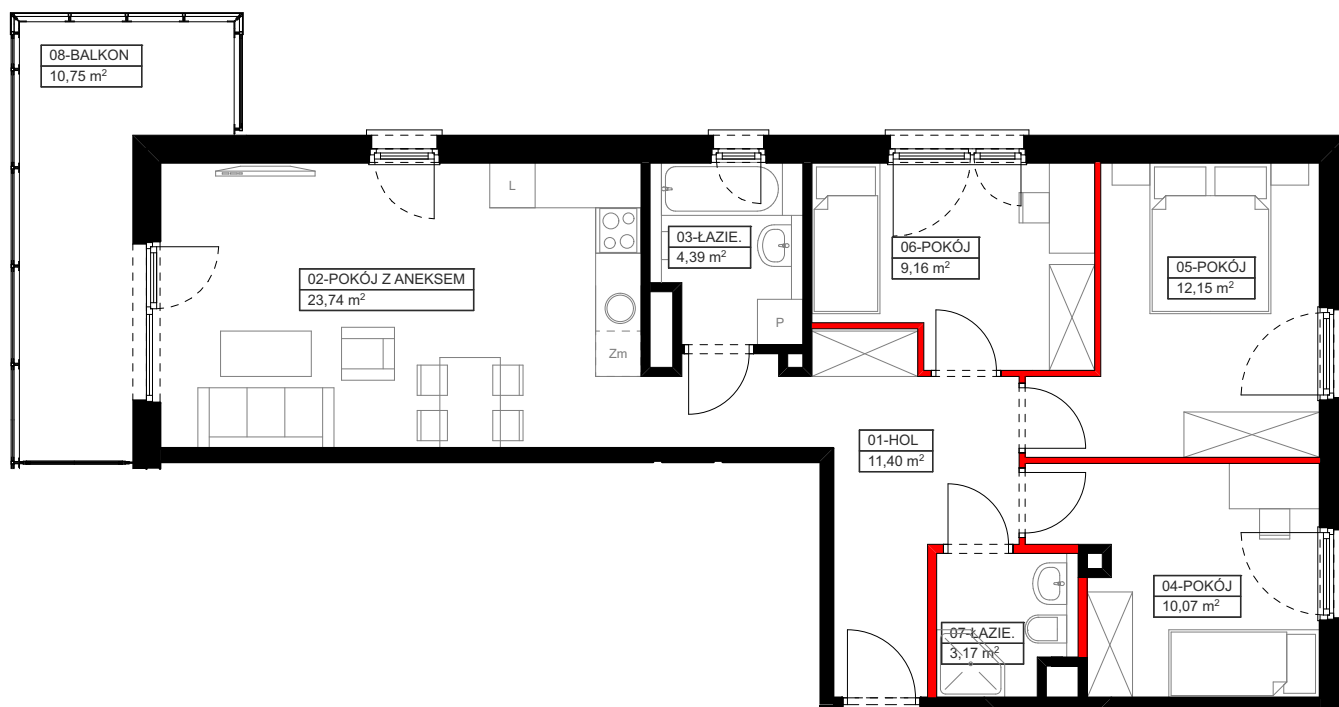 08-BALKON
10,75 m²
L
03-ŁAZIE.
4,39 m²
06-POKÓJ
9,16 m²
05-POKÓJ
12,15 m²
02-POKÓJ Z ANEKSEM
23,74 m²
P
Zm
01-HOL
11,40 m²
04-POKÓJ
10,07 m²
07-ŁAZIE.
3,17 m²